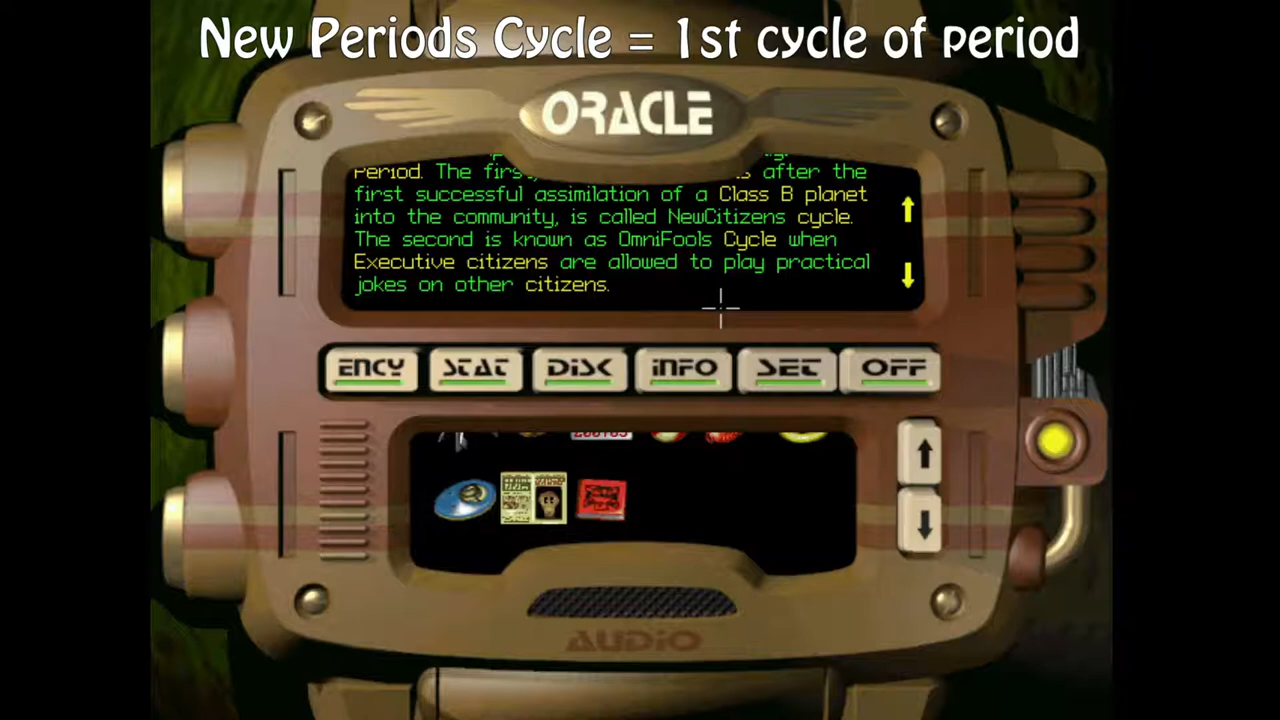 New Periods Cycle = 1st cycle of period
ORACLE
Period. The first, after the
first successful assimilation of a Class B planet
into the community, is called NewCitizens cycle.
The second is known as OmniFools Cycle when
Executive citizens are allowed to play practical
jokes on other citizens.
ENCY STAT DISK INFO SET OFF
AUDIO